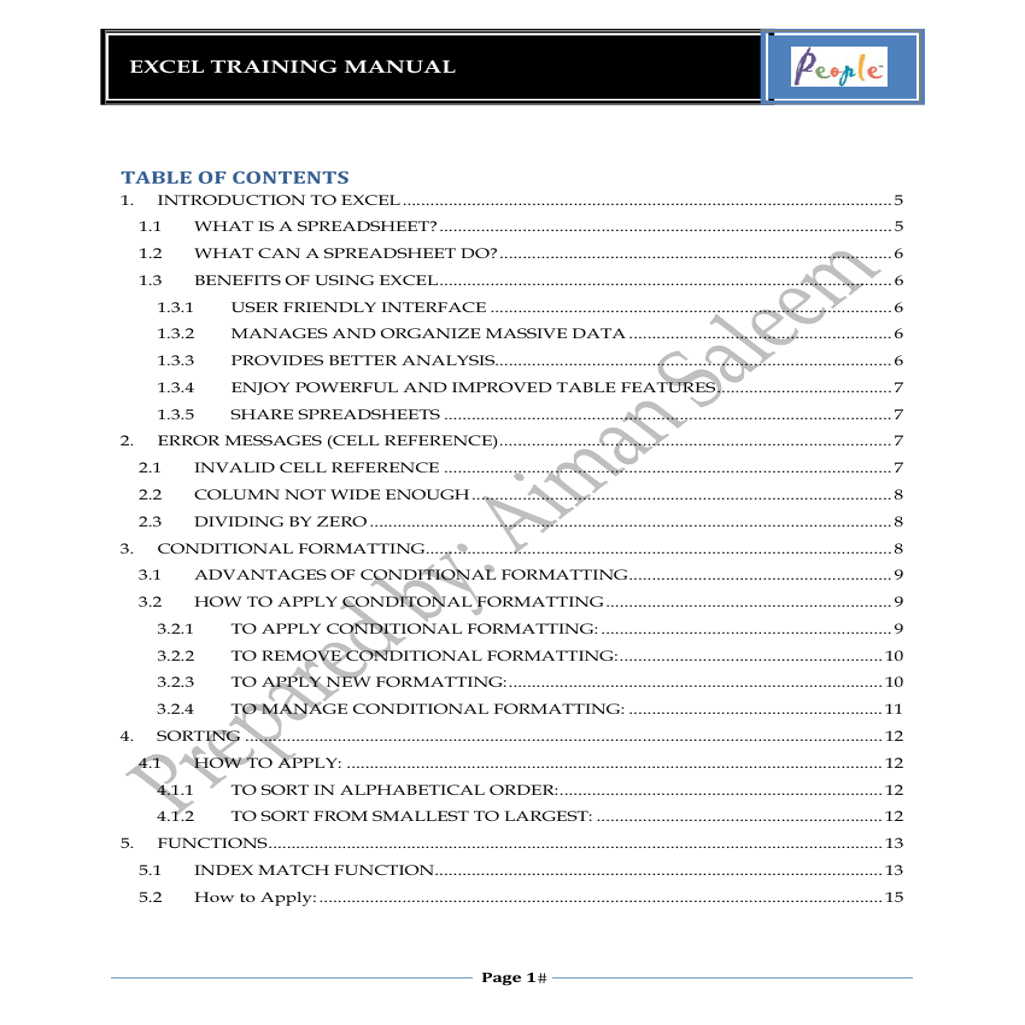 EXCEL TRAINING MANUAL
People™
TABLE OF CONTENTS
1. INTRODUCTION TO EXCEL 5
1.1 WHAT IS A SPREADSHEET? 5
1.2 WHAT CAN A SPREADSHEET DO? 6
1.3 BENEFITS OF USING EXCEL 6
1.3.1 USER FRIENDLY INTERFACE 6
1.3.2 MANAGES AND ORGANIZE MASSIVE DATA 6
1.3.3 PROVIDES BETTER ANALYSIS 6
1.3.4 ENJOY POWERFUL AND IMPROVED TABLE FEATURES 7
1.3.5 SHARE SPREADSHEETS 7
2. ERROR MESSAGES (CELL REFERENCE) 7
2.1 INVALID CELL REFERENCE 7
2.2 COLUMN NOT WIDE ENOUGH 8
2.3 DIVIDING BY ZERO 8
3. CONDITIONAL FORMATTING 8
3.1 ADVANTAGES OF CONDITIONAL FORMATTING 9
3.2 HOW TO APPLY CONDITONAL FORMATTING 9
3.2.1 TO APPLY CONDITIONAL FORMATTING: 9
3.2.2 TO REMOVE CONDITIONAL FORMATTING: 10
3.2.3 TO APPLY NEW FORMATTING: 10
3.2.4 TO MANAGE CONDITIONAL FORMATTING: 11
4. SORTING 12
4.1 HOW TO APPLY: 12
4.1.1 TO SORT IN ALPHABETICAL ORDER: 12
4.1.2 TO SORT FROM SMALLEST TO LARGEST: 12
5. FUNCTIONS 13
5.1 INDEX MATCH FUNCTION 13
5.2 How to Apply: 15
Prepared by: Aiman Saleem
Page 1#